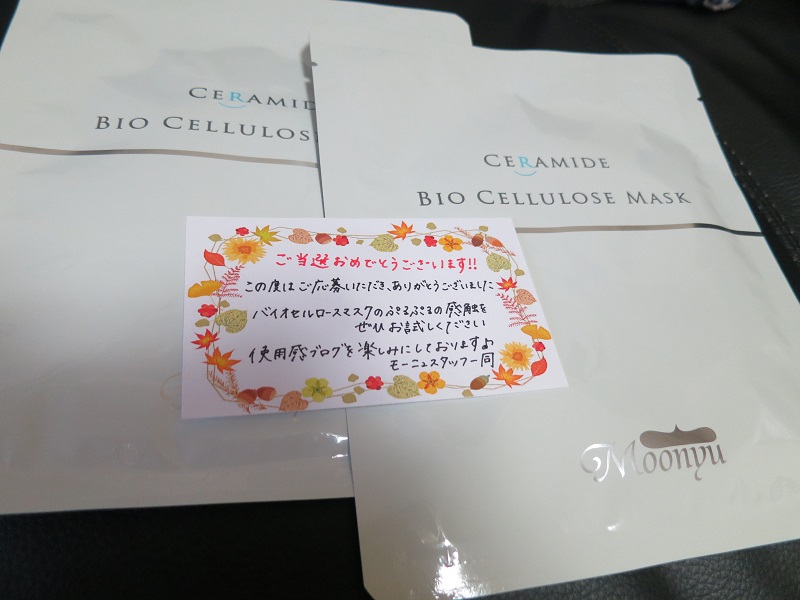 CERAMID
BIO CELLULOSE
CERAMIDE
BIO CELLULOSE MASK
ご当選おめでとうございます!!
この度はご応募いただき、ありがとうございました
バイオセルロースマスクのぷるぷるの感触を
ぜひお試しください
使用感ブログを楽しみにしております♪
モーニュスタッフ一同
Moonyu